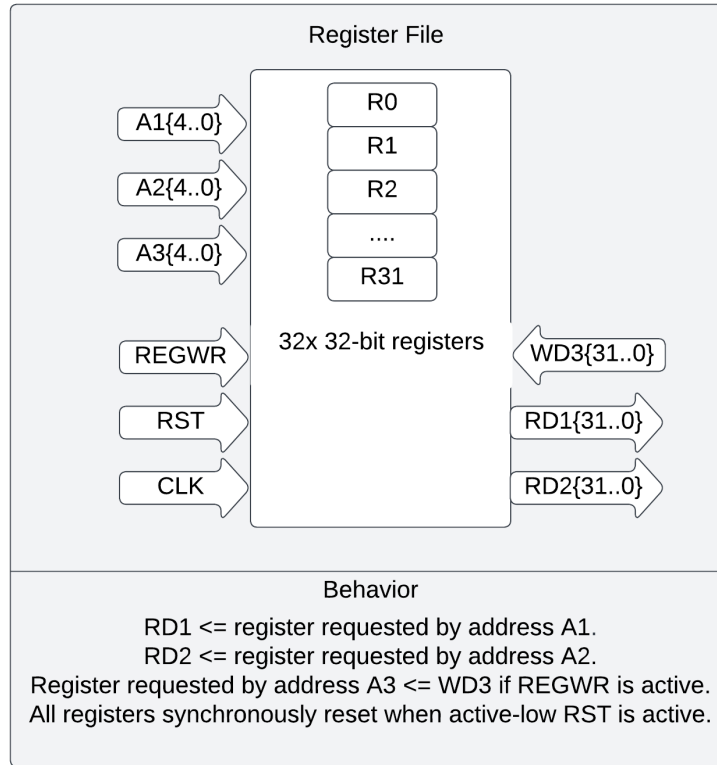 Register File
A1{4..0}
A2{4..0}
A3{4..0}
R0
R1
R2
....
R31
REGWR
RST
CLK
32x 32-bit registers
WD3{31..0}
RD1{31..0}
RD2{31..0}
Behavior
RD1 <= register requested by address A1.
RD2 <= register requested by address A2.
Register requested by address A3 <= WD3 if REGWR is active.
All registers synchronously reset when active-low RST is active.